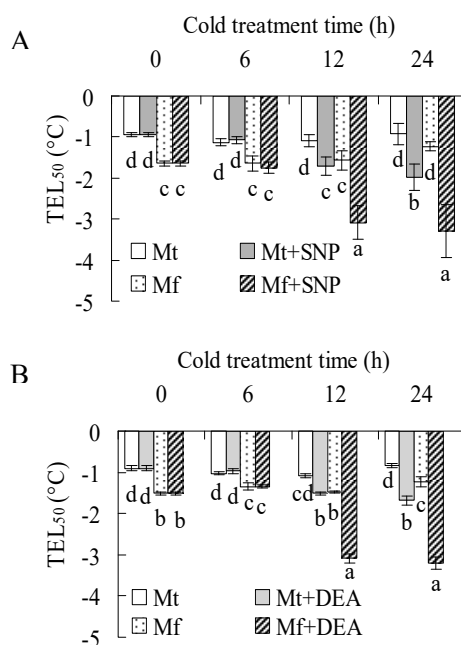 A
Cold treatment time (h)
0 6 12 24
TEL50 (°C)
0
-1
-2
-3
-4
-5
d d c c d d c c d c c a d b d a
Mt Mt+SNP
Mf Mf+SNP
B
Cold treatment time (h)
0 6 12 24
TEL50 (°C)
0
-1
-2
-3
-4
-5
d d b b d d c c cd b b a d b c a
Mt Mt+DEA
Mf Mf+DEA